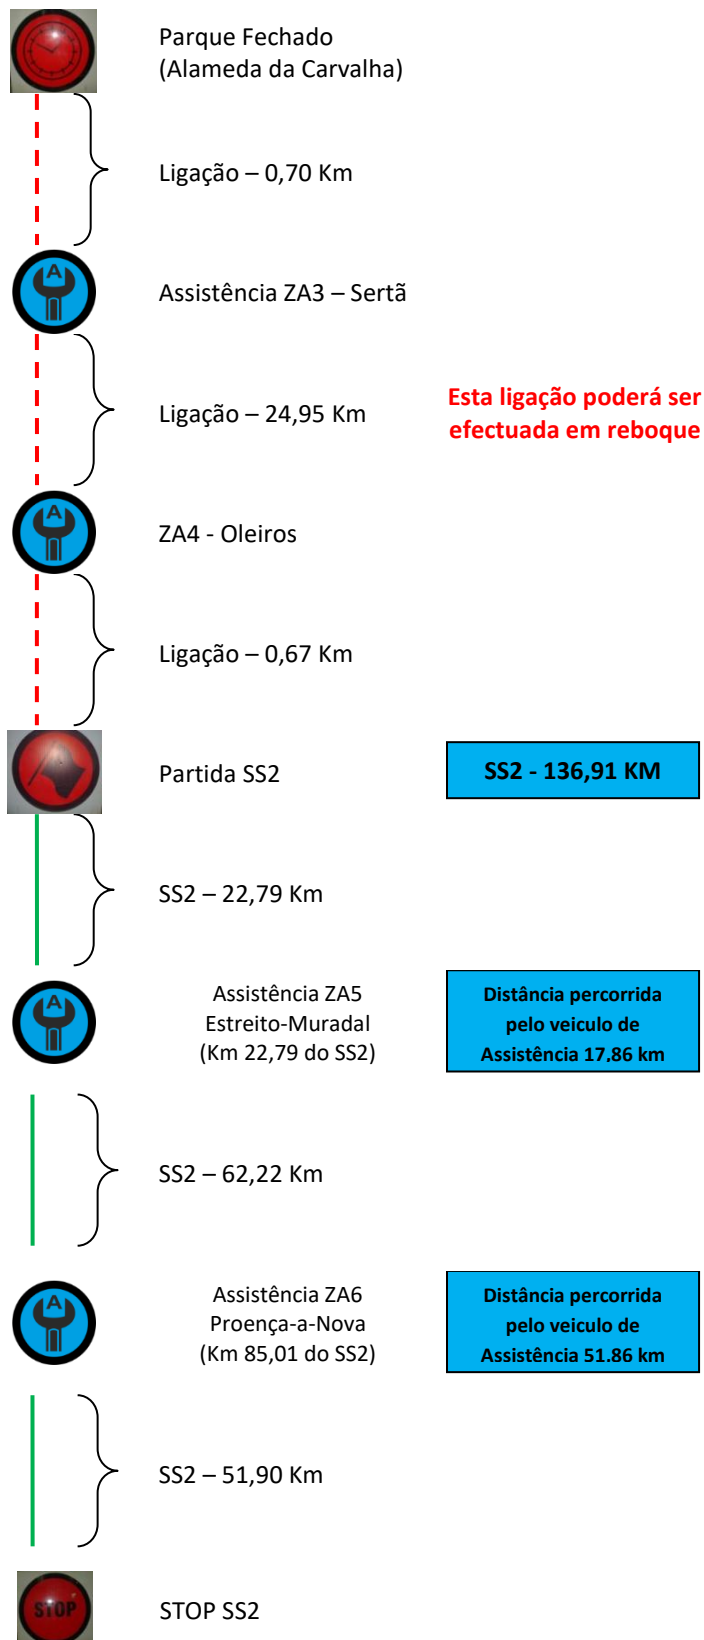 Parque Fechado
(Alameda da Carvalha)
Ligação – 0,70 Km
A
Assistência ZA3 – Sertã
Ligação – 24,95 Km
Esta ligação poderá ser
efectuada em reboque
A
ZA4 - Oleiros
Ligação – 0,67 Km
Partida SS2
SS2 - 136,91 KM
SS2 – 22,79 Km
A
Assistência ZA5
Estreito-Muradal
(Km 22,79 do SS2)
Distância percorrida
pelo veiculo de
Assistência 17.86 km
SS2 – 62,22 Km
A
Assistência ZA6
Proença-a-Nova
(Km 85,01 do SS2)
Distância percorrida
pelo veiculo de
Assistência 51.86 km
SS2 – 51,90 Km
STOP
STOP SS2